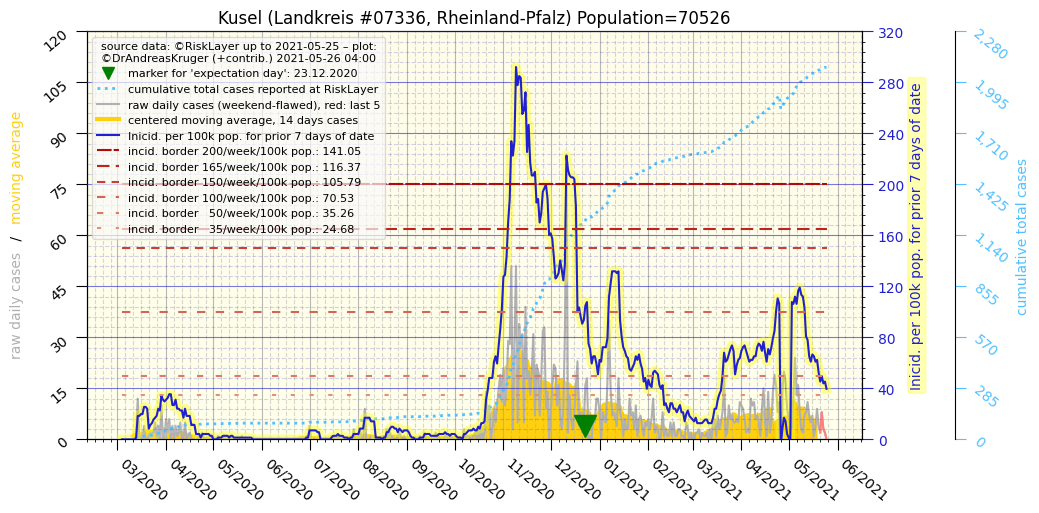 Kusel (Landkreis #07336, Rheinland-Pfalz) Population=70526
source data: ©RiskLayer up to 2021-05-25 – plot:
©DrAndreasKruger (+contrib.) 2021-05-26 04:00
marker for 'expectation day': 23.12.2020
cumulative total cases reported at RiskLayer
raw daily cases (weekend-flawed), red: last 5
centered moving average, 14 days cases
Inicid. per 100k pop. for prior 7 days of date
incid. border 200/week/100k pop.: 141.05
incid. border 165/week/100k pop.: 116.37
incid. border 150/week/100k pop.: 105.79
incid. border 100/week/100k pop.: 70.53
incid. border   50/week/100k pop.: 35.26
incid. border   35/week/100k pop.: 24.68
raw daily cases / moving average
120
105
90
75
60
45
30
15
0
03/2020
04/2020
05/2020
06/2020
07/2020
08/2020
09/2020
10/2020
11/2020
12/2020
01/2021
02/2021
03/2021
04/2021
05/2021
06/2021
320
280
240
200
160
120
80
40
0
Inicid. per 100k pop. for prior 7 days of date
2,280
1,995
1,710
1,425
1,140
855
570
285
0
cumulative total cases